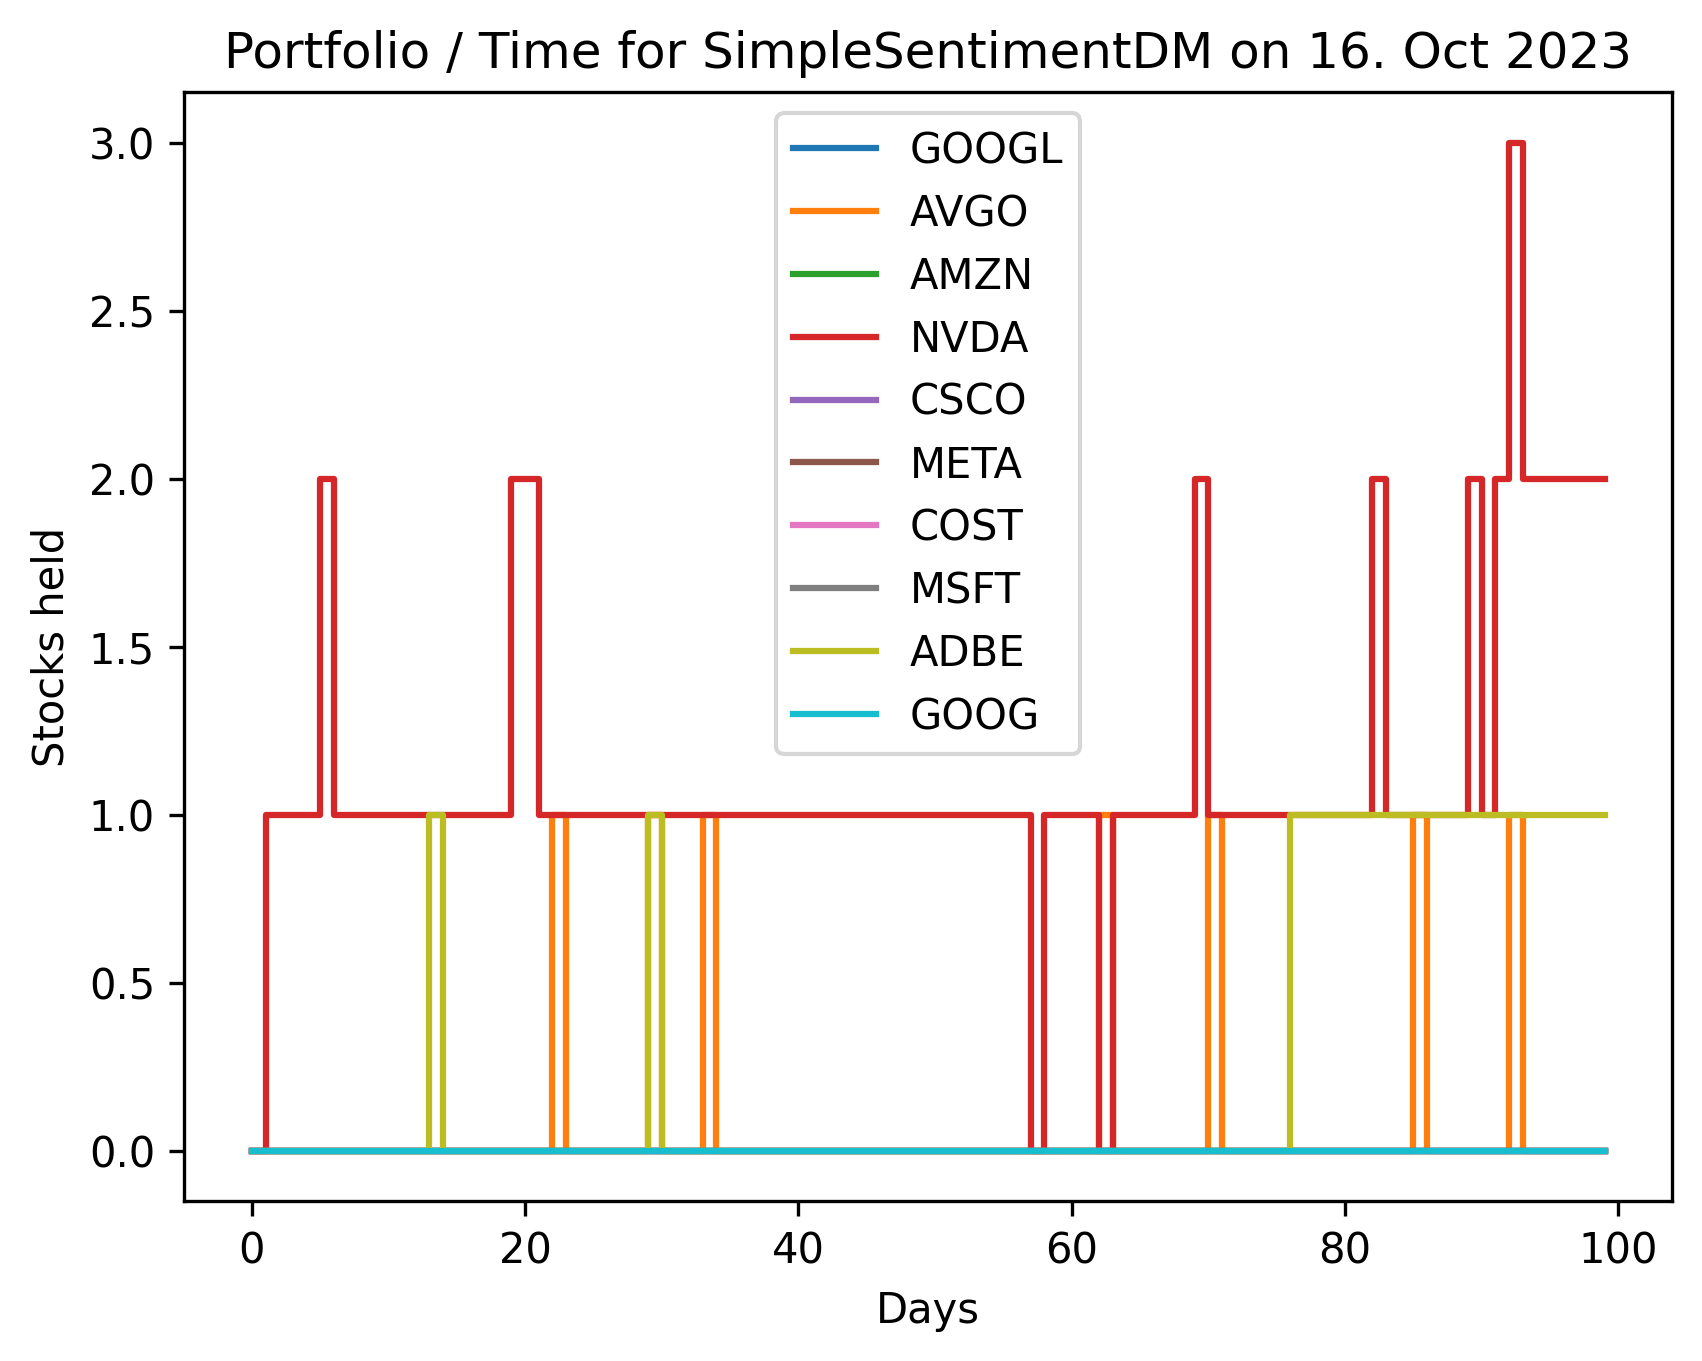 Portfolio / Time for SimpleSentimentDM on 16. Oct 2023
3.0
2.5
2.0
1.5
1.0
0.5
0.0
Stocks held
GOOGL
AVGO
AMZN
NVDA
CSCO
META
COST
MSFT
ADBE
GOOG
0 20 40 60 80 100
Days